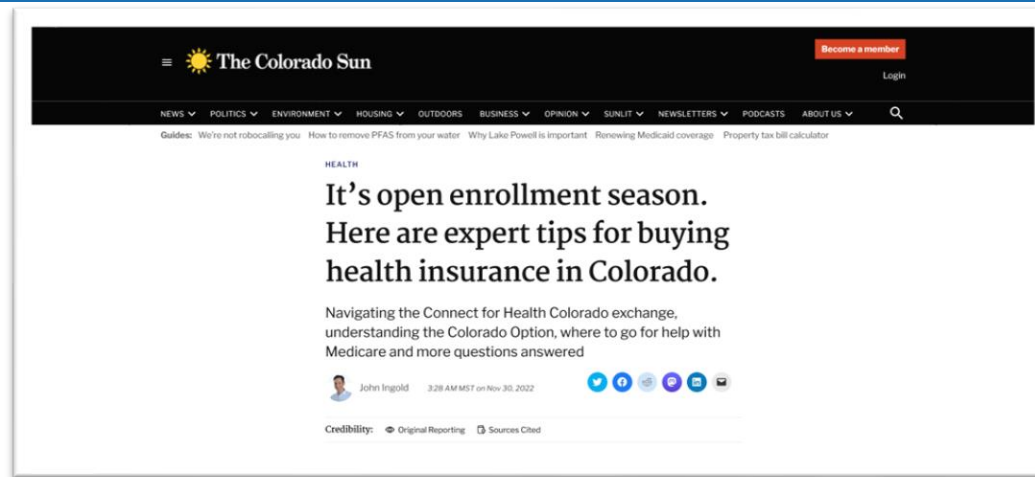 Become a member
The Colorado Sun
Login
NEWS POLITICS ENVIRONMENT HOUSING OUTDOORS BUSINESS OPINION SUNLIT NEWSLETTERS PODCASTS ABOUT US
Guides: We're not robocalling you How to remove PFAS from your water Why Lake Powell is important Renewing Medicaid coverage Property tax bill calculator
HEALTH
It's open enrollment season.
Here are expert tips for buying
health insurance in Colorado.
Navigating the Connect for Health Colorado exchange,
understanding the Colorado Option, where to go for help with
Medicare and more questions answered
John Ingold 3:28 AM MST on Nov 30, 2022
Credibility: Original Reporting Sources Cited